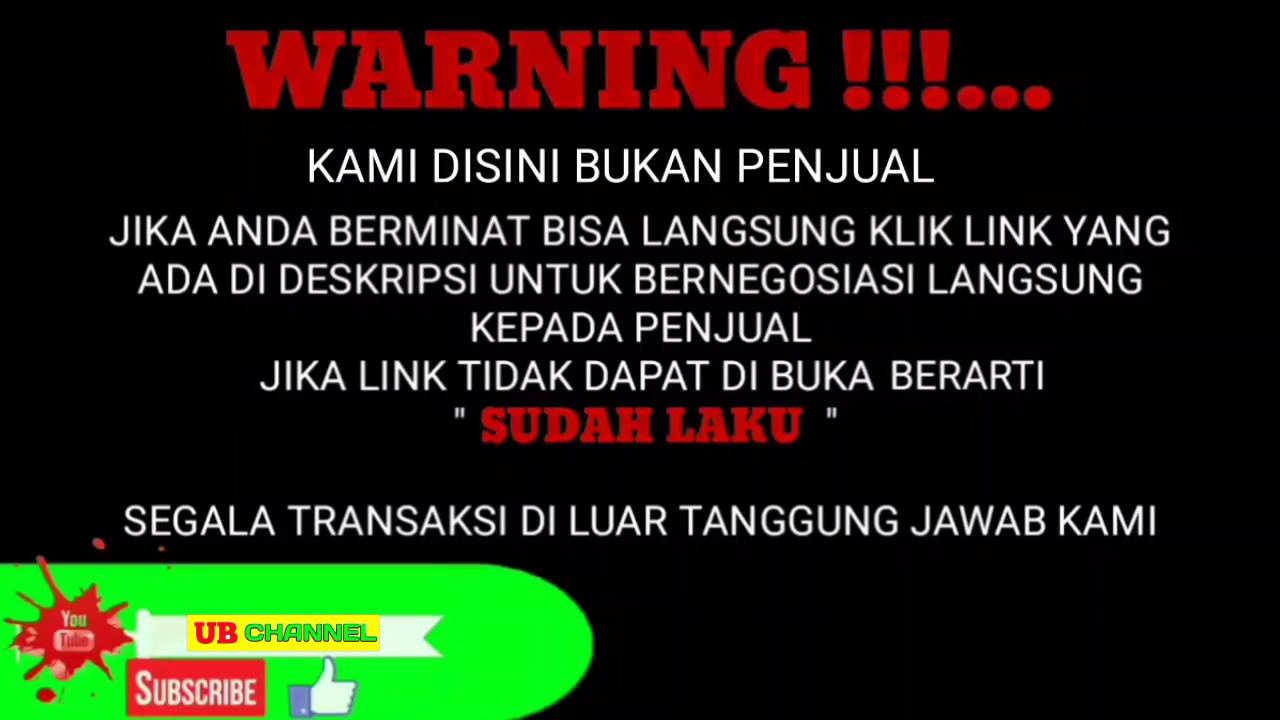 WARNING !!!...
KAMI DISINI BUKAN PENJUAL
JIKA ANDA BERMINAT BISA LANGSUNG KLIK LINK YANG
ADA DI DESKRIPSI UNTUK BERNEGOSIASI LANGSUNG
KEPADA PENJUAL
JIKA LINK TIDAK DAPAT DI BUKA BERARTI
" SUDAH LAKU "
SEGALA TRANSAKSI DI LUAR TANGGUNG JAWAB KAMI
You
Tube
UB CHANNEL
SUBSCRIBE